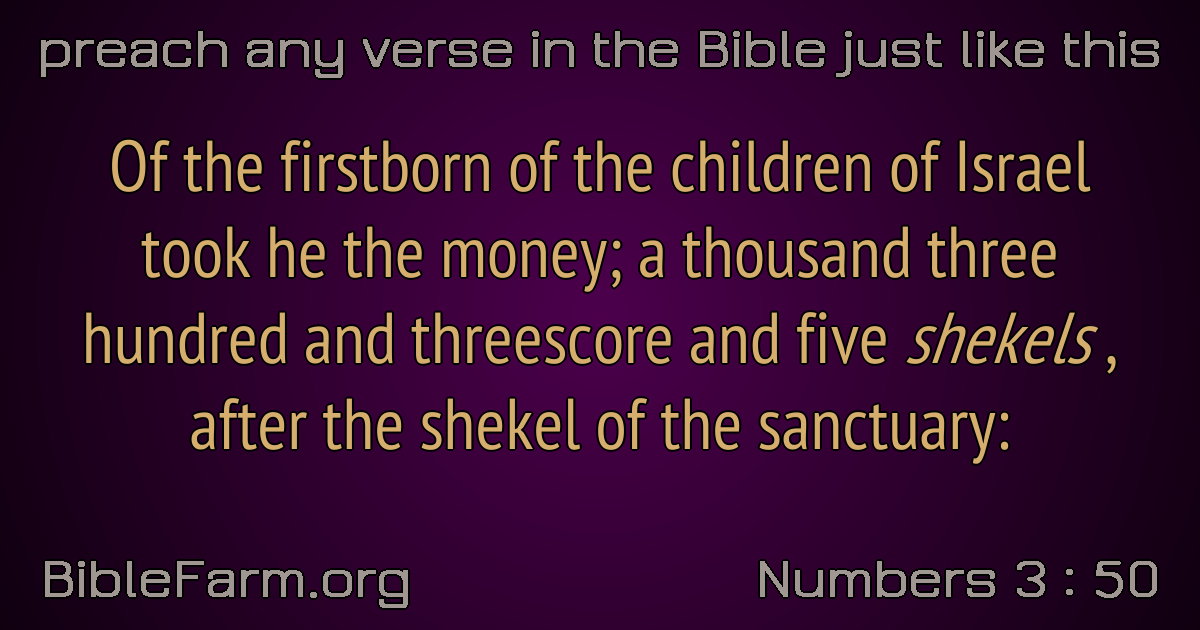 preach any verse in the Bible just like this
Of the firstborn of the children of Israel
took he the money; a thousand three
hundred and threescore and five shekels ,
after the shekel of the sanctuary:
BibleFarm.org
Numbers 3 : 50